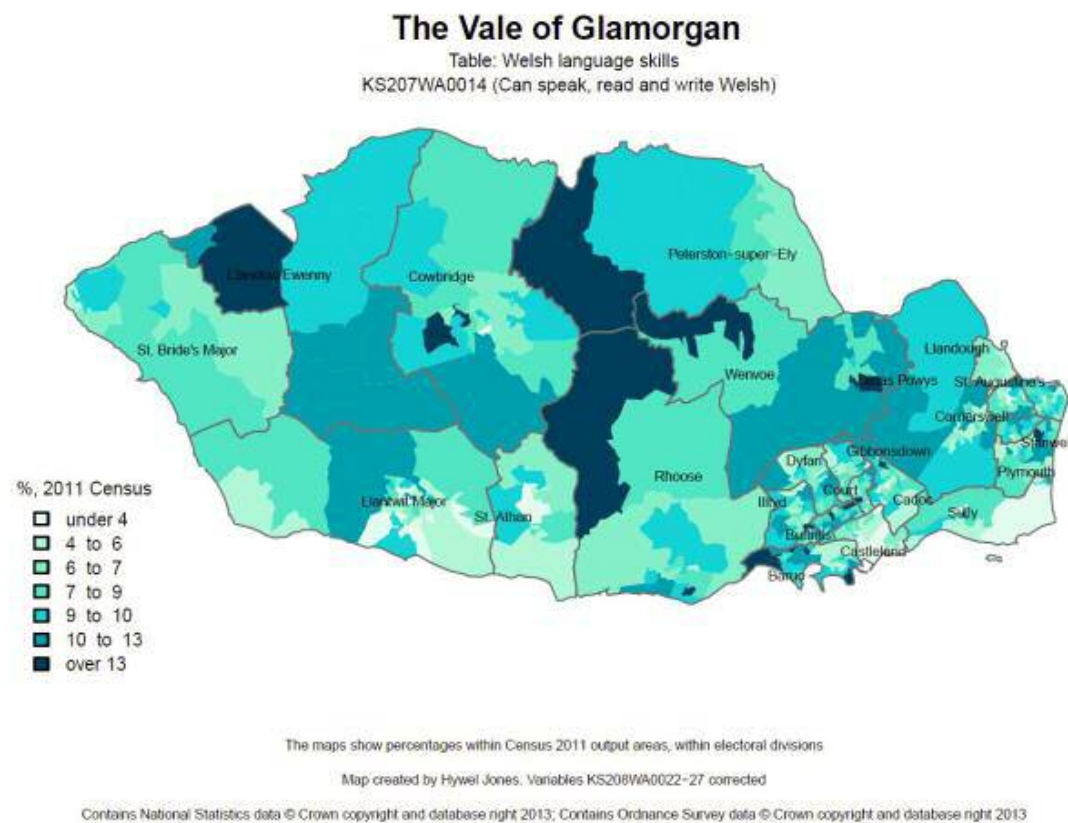 The Vale of Glamorgan
Table: Welsh language skills
KS207WA0014 (Can speak, read and write Welsh)
Peterston-super-Ely
Ewenny
Cowbridge
St. Bride's Major
Wenvoe
Llandough
Powys
St. Augustine's
Cornerswell
Stanwell
Gibbonsdown
Plymouth
Dyfan
Rhoose
Court
Illtyd
Cadoc
Llantwit Major
St. Athan
Sully
Buttrills
Castleland
Baruc
%, 2011 Census
under 4
4 to 6
6 to 7
7 to 9
9 to 10
10 to 13
over 13
The maps show percentages within Census 2011 output areas, within electoral divisions
Map created by Hywel Jones. Variables KS208WA0022-27 corrected
Contains National Statistics data © Crown copyright and database right 2013; Contains Ordnance Survey data © Crown copyright and database right 2013